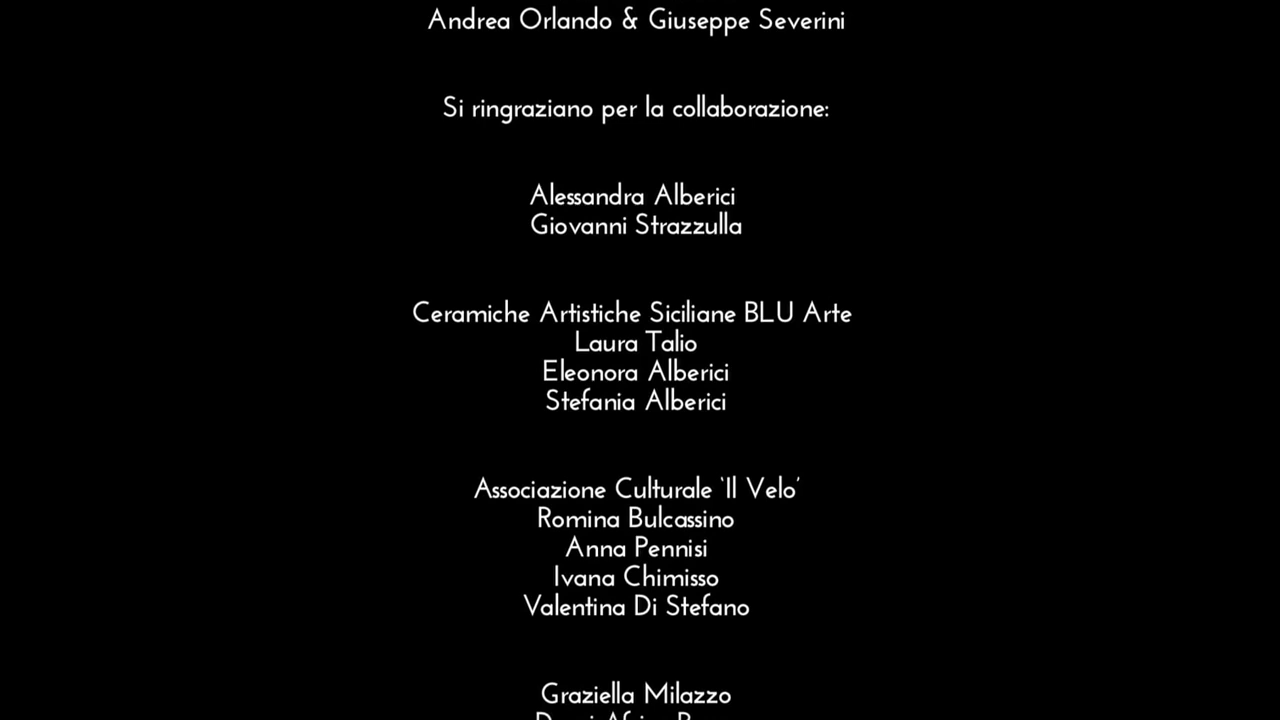 Andrea Orlando & Giuseppe Severini
Si ringraziano per la collaborazione:
Alessandra Alberici
Giovanni Strazzulla
Ceramiche Artistiche Siciliane BLU Arte
Laura Talio
Eleonora Alberici
Stefania Alberici
Associazione Culturale ‘Il Velo’
Romina Bulcassino
Anna Pennisi
Ivana Chimisso
Valentina Di Stefano
Graziella Milazzo